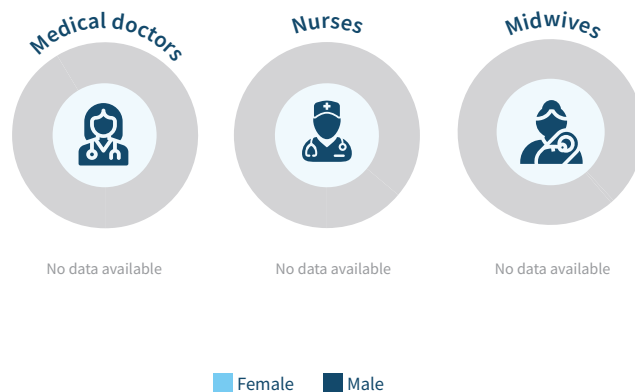 Medical doctors
Nurses
Midwives
No data available
No data available
No data available
Female
Male